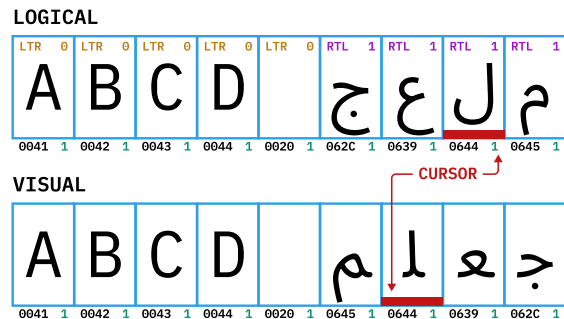 LOGICAL
LTR 0 LTR 0 LTR 0 LTR 0 LTR 0 RTL 1 RTL 1 RTL 1 RTL 1
A B C D ج ع ل م
0041 1 0042 1 0043 1 0044 1 0020 1 062C 1 0639 1 0644 1 0645 1
CURSOR
VISUAL
A B C D م ل ع ج
0041 1 0042 1 0043 1 0044 1 0020 1 0645 1 0644 1 0639 1 062C 1